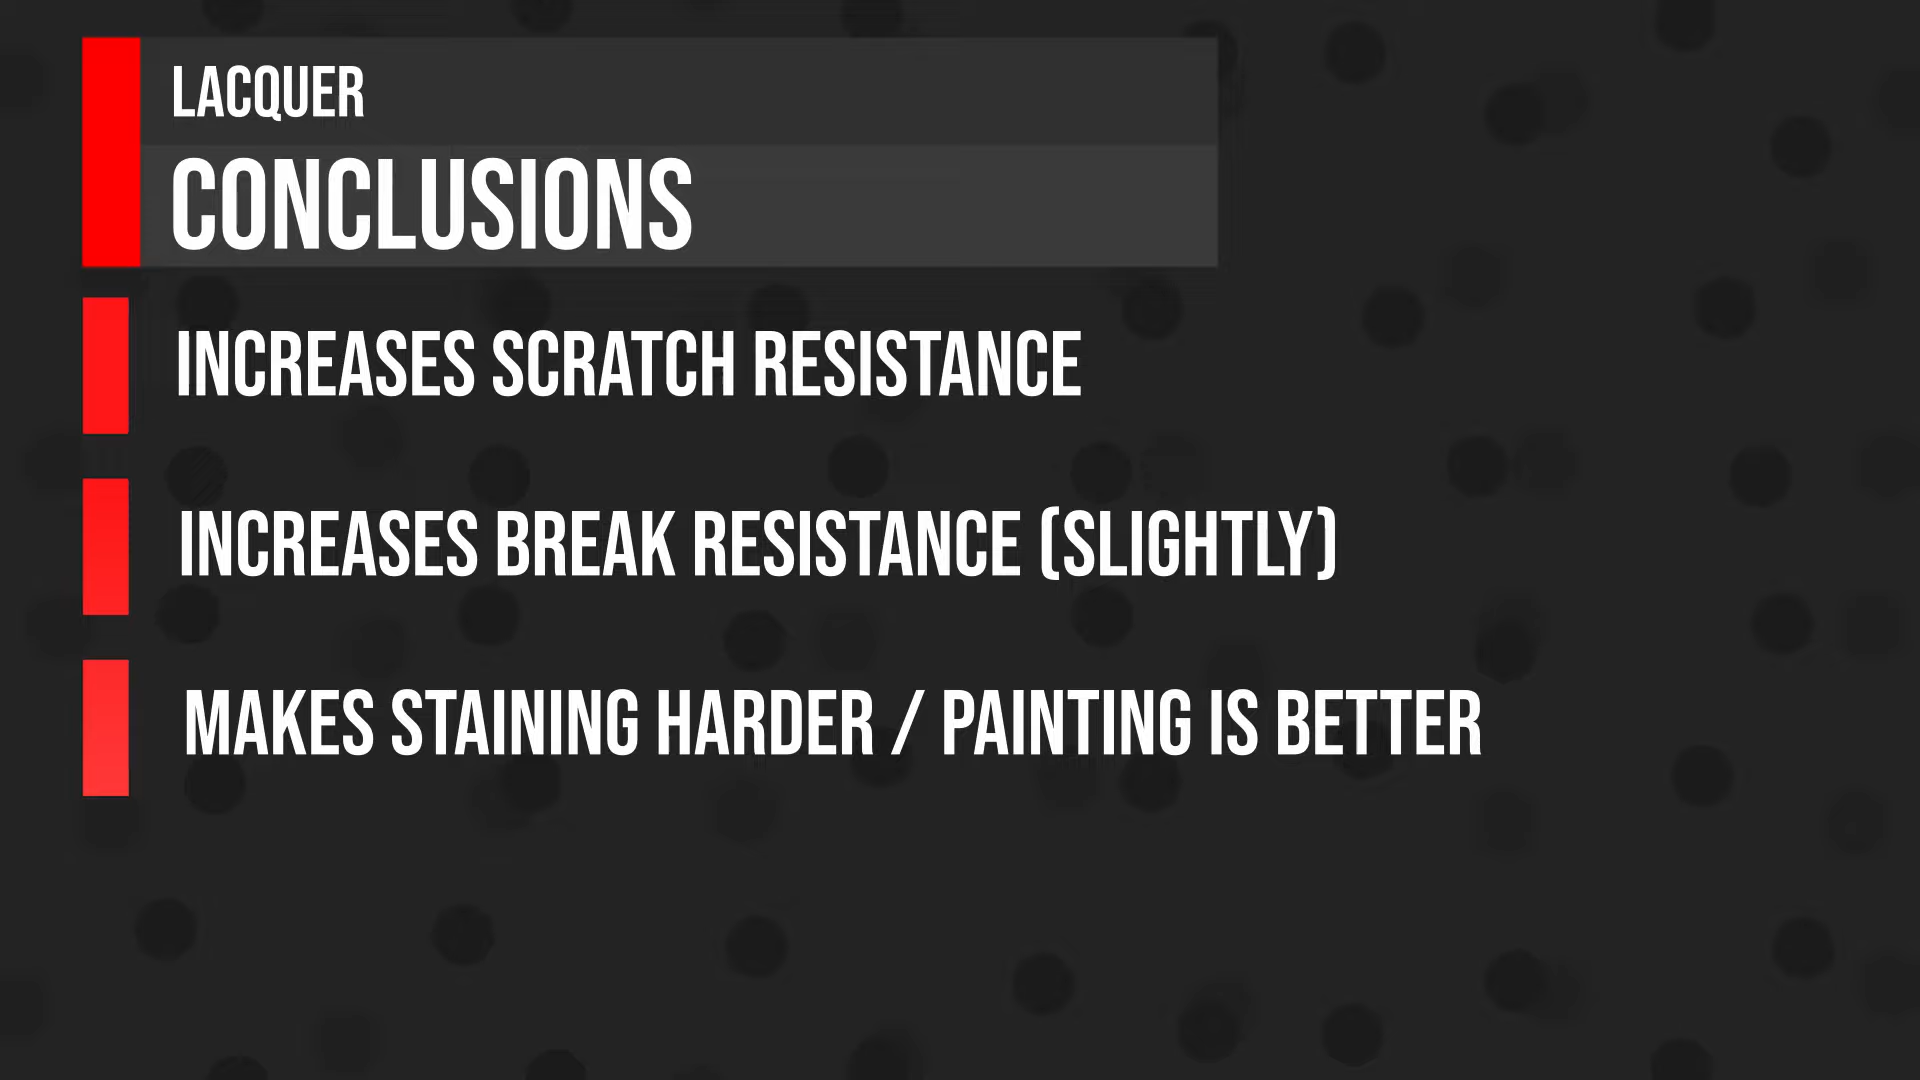 LACQUER
CONCLUSIONS
INCREASES SCRATCH RESISTANCE
INCREASES BREAK RESISTANCE (SLIGHTLY)
MAKES STAINING HARDER / PAINTING IS BETTER